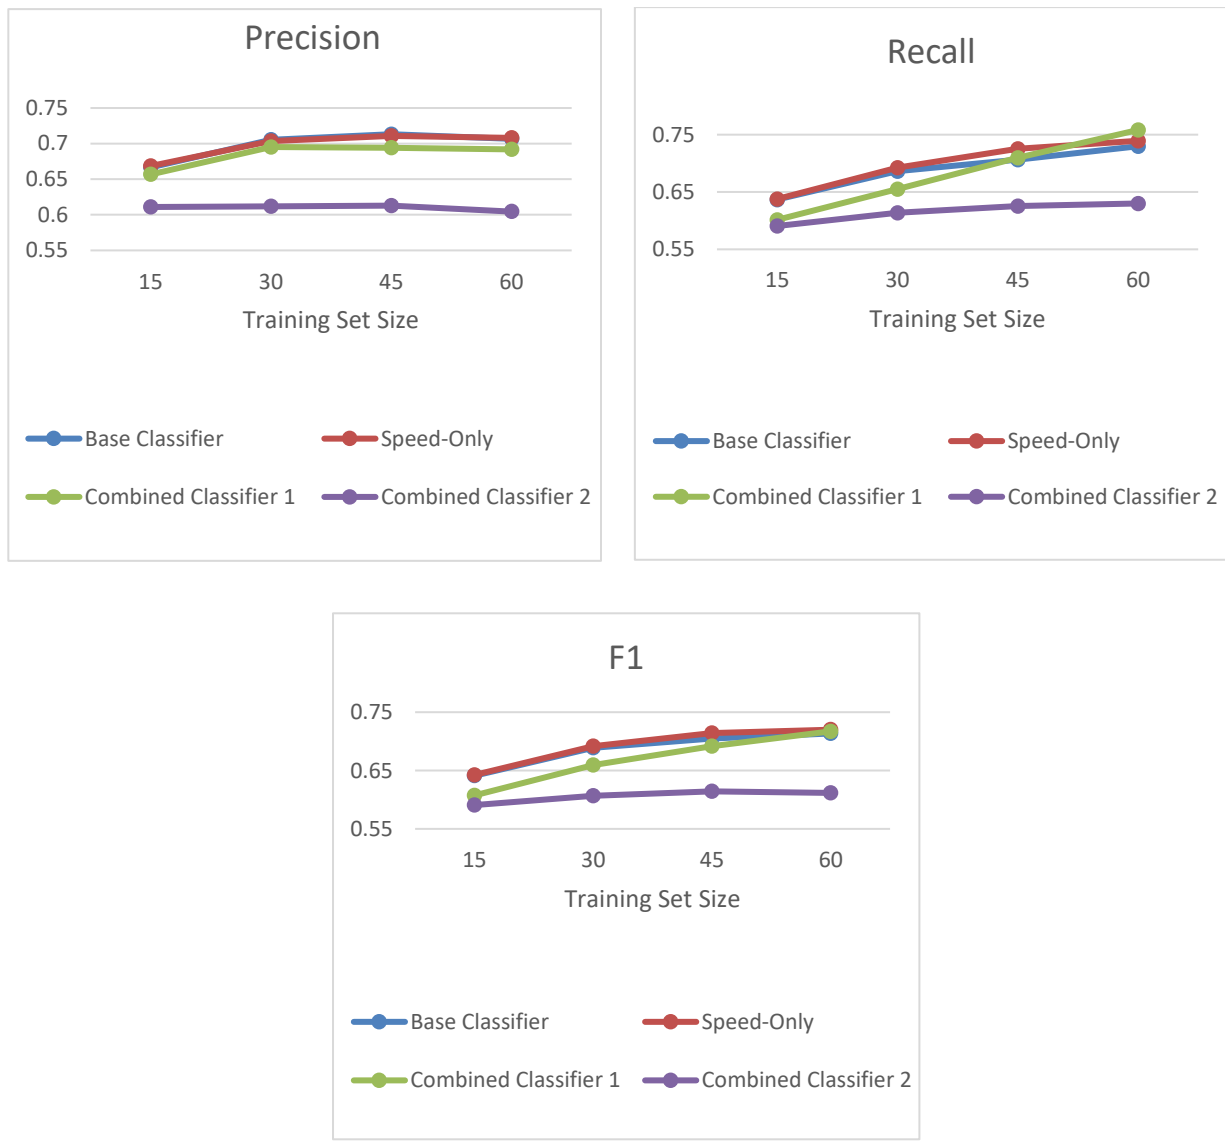 Precision
0.75
0.7
0.65
0.6
0.55
15 30 45 60
Training Set Size
Base Classifier Speed-Only
Combined Classifier 1 Combined Classifier 2
Recall
0.75
0.65
0.55
15 30 45 60
Training Set Size
Base Classifier Speed-Only
Combined Classifier 1 Combined Classifier 2
F1
0.75
0.65
0.55
15 30 45 60
Training Set Size
Base Classifier Speed-Only
Combined Classifier 1 Combined Classifier 2